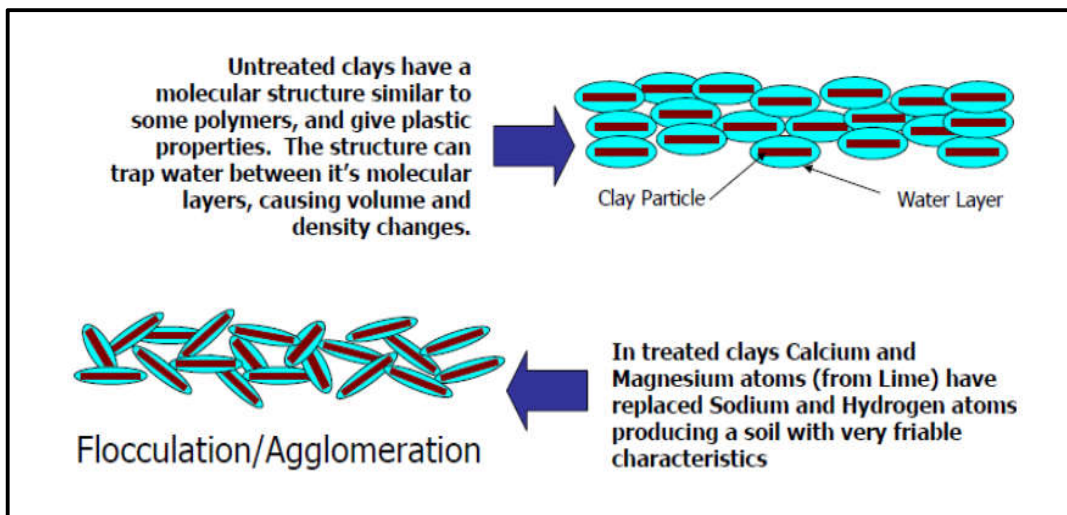 Untreated clays have a
molecular structure similar to
some polymers, and give plastic
properties. The structure can
trap water between it's molecular
layers, causing volume and
density changes.
Clay Particle
Water Layer
Flocculation/Agglomeration
In treated clays Calcium and
Magnesium atoms (from Lime) have
replaced Sodium and Hydrogen atoms
producing a soil with very friable
characteristics